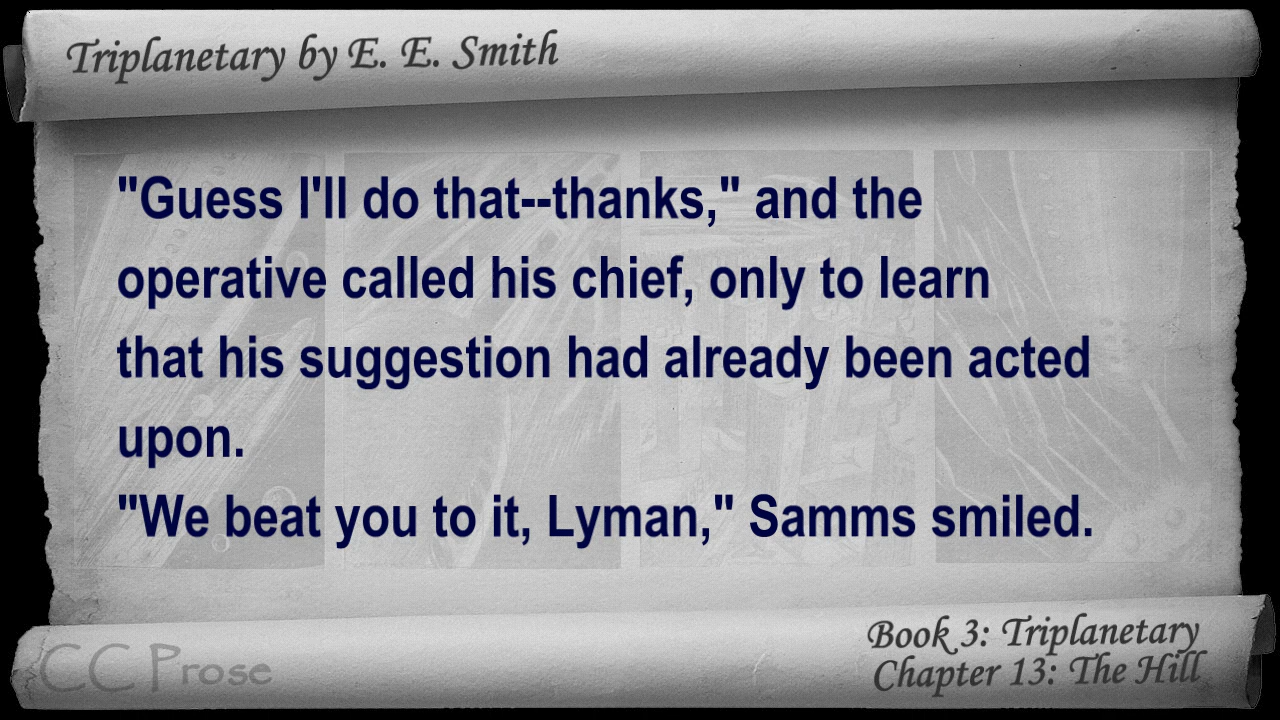 Triplanetary by E. E. Smith
"Guess I'll do that--thanks," and the
operative called his chief, only to learn
that his suggestion had already been acted
upon.
"We beat you to it, Lyman," Samms smiled.
Book 3: Triplanetary
Chapter 13: The Hill
CC Prose